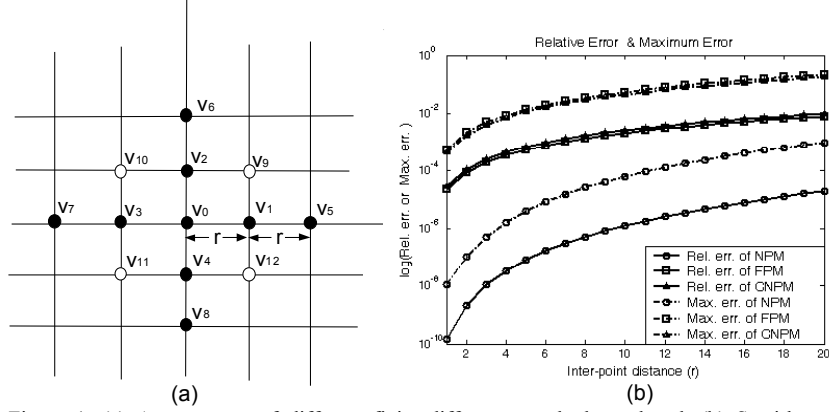 V6
V10
V2
V9
V7
V3
V0
V1
V5
r
r
V11
V4
V12
V8
(a)
Relative Error & Maximum Error
log(Rel. err. or Max. err. )
10^0
10^-2
10^-4
10^-6
10^-8
10^-10
Rel. err. of NPM
Rel. err. of FPM
Rel. err. of CNPM
Max. err. of NPM
Max. err. of FPM
Max. err. of CNPM
2 4 6 8 10 12 14 16 18 20
Inter-point distance (r)
(b)